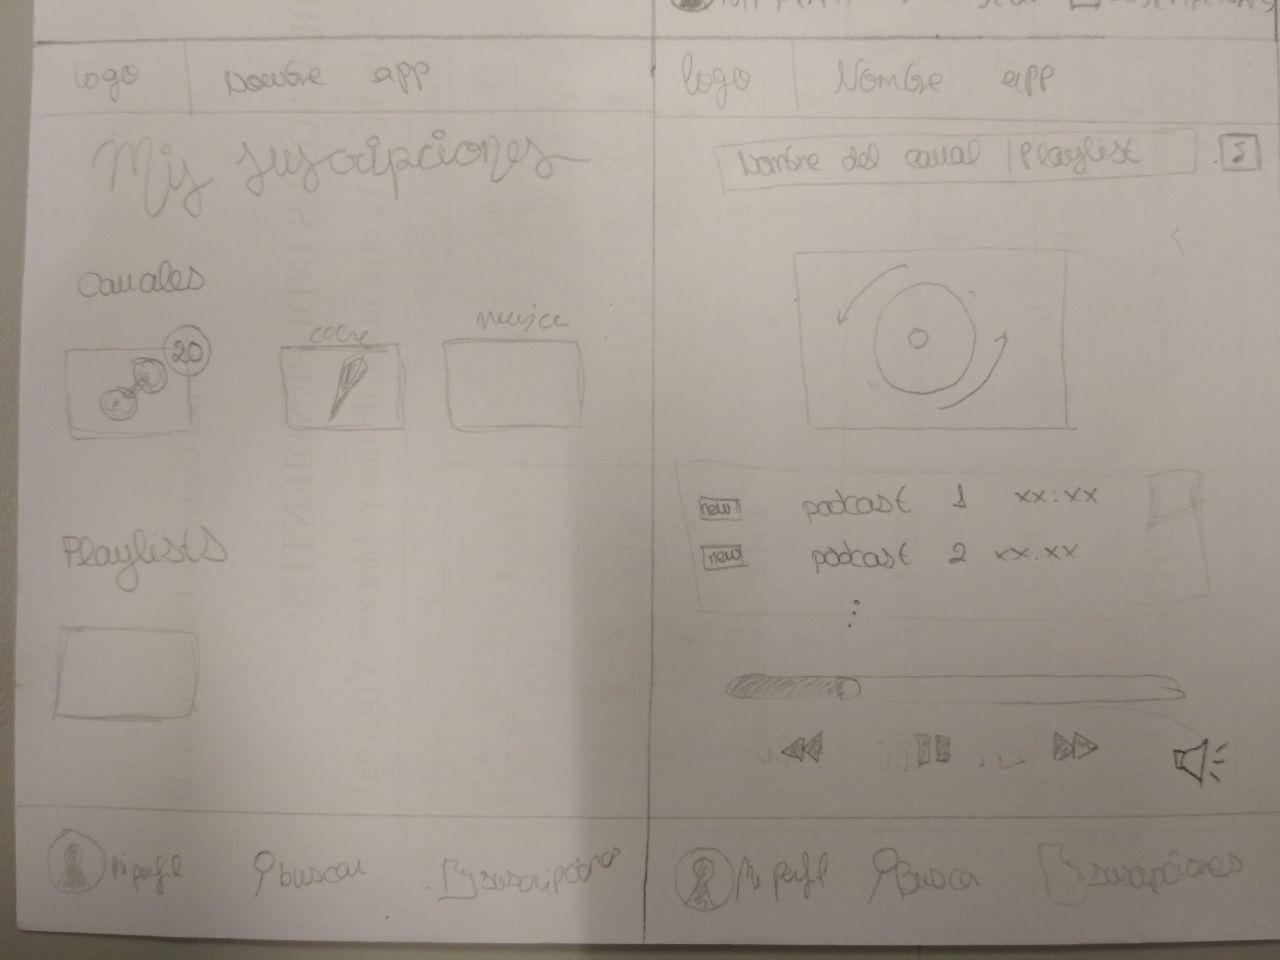 logo Nombre app
Mis suscripciones
Canales
20
cocina
musica
Playlists
Mi perfil buscar suscripciones
logo Nombre app
Nombre del canal | Playlist S
new podcast 1 xx:xx
new podcast 2 xx:xx
Mi perfil Busca suscripciones